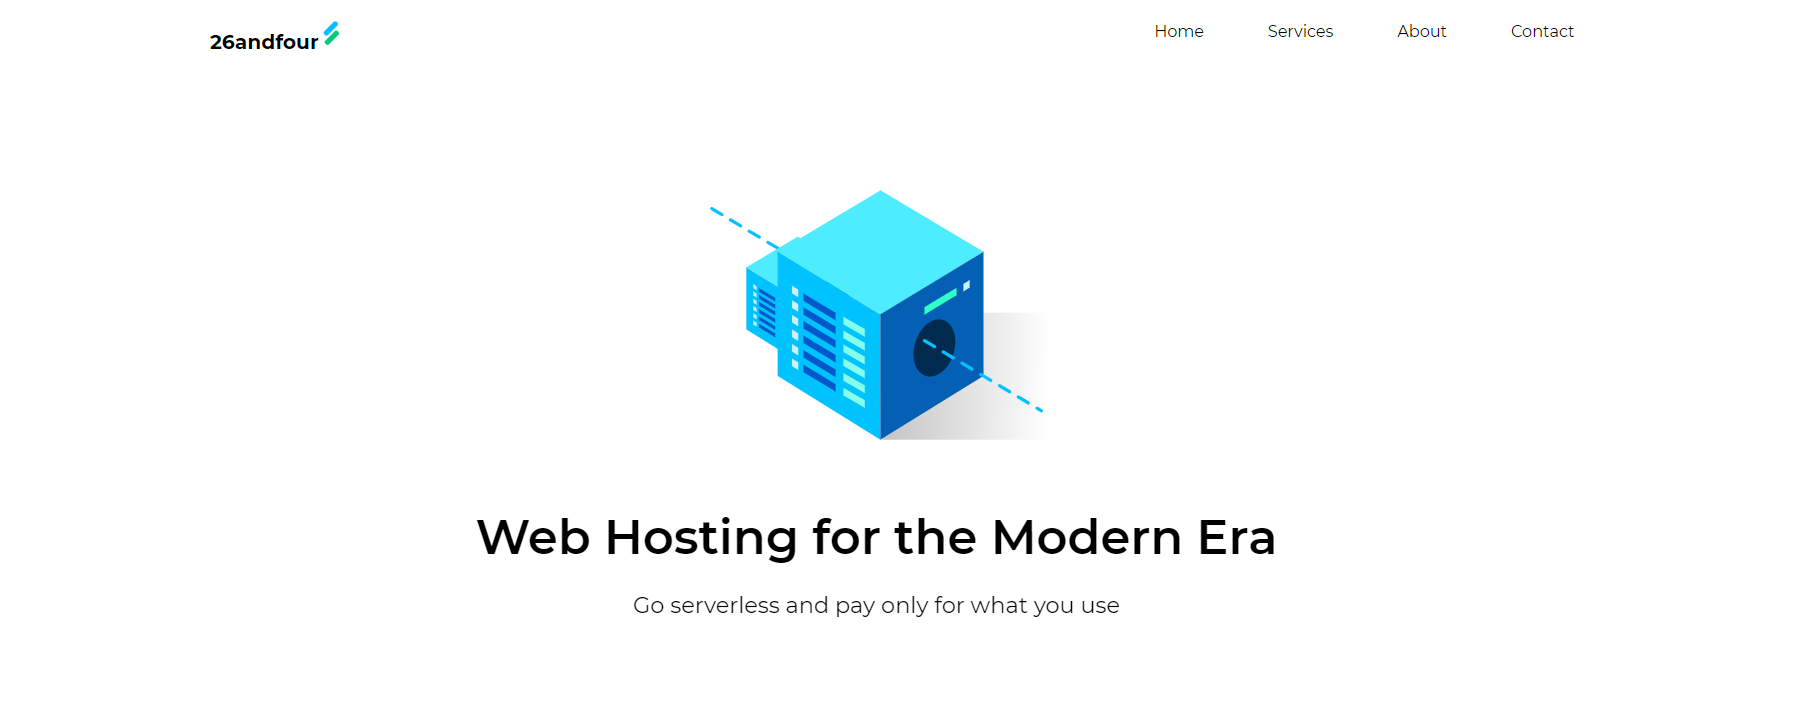 26andfour
Home Services About Contact
Web Hosting for the Modern Era
Go serverless and pay only for what you use